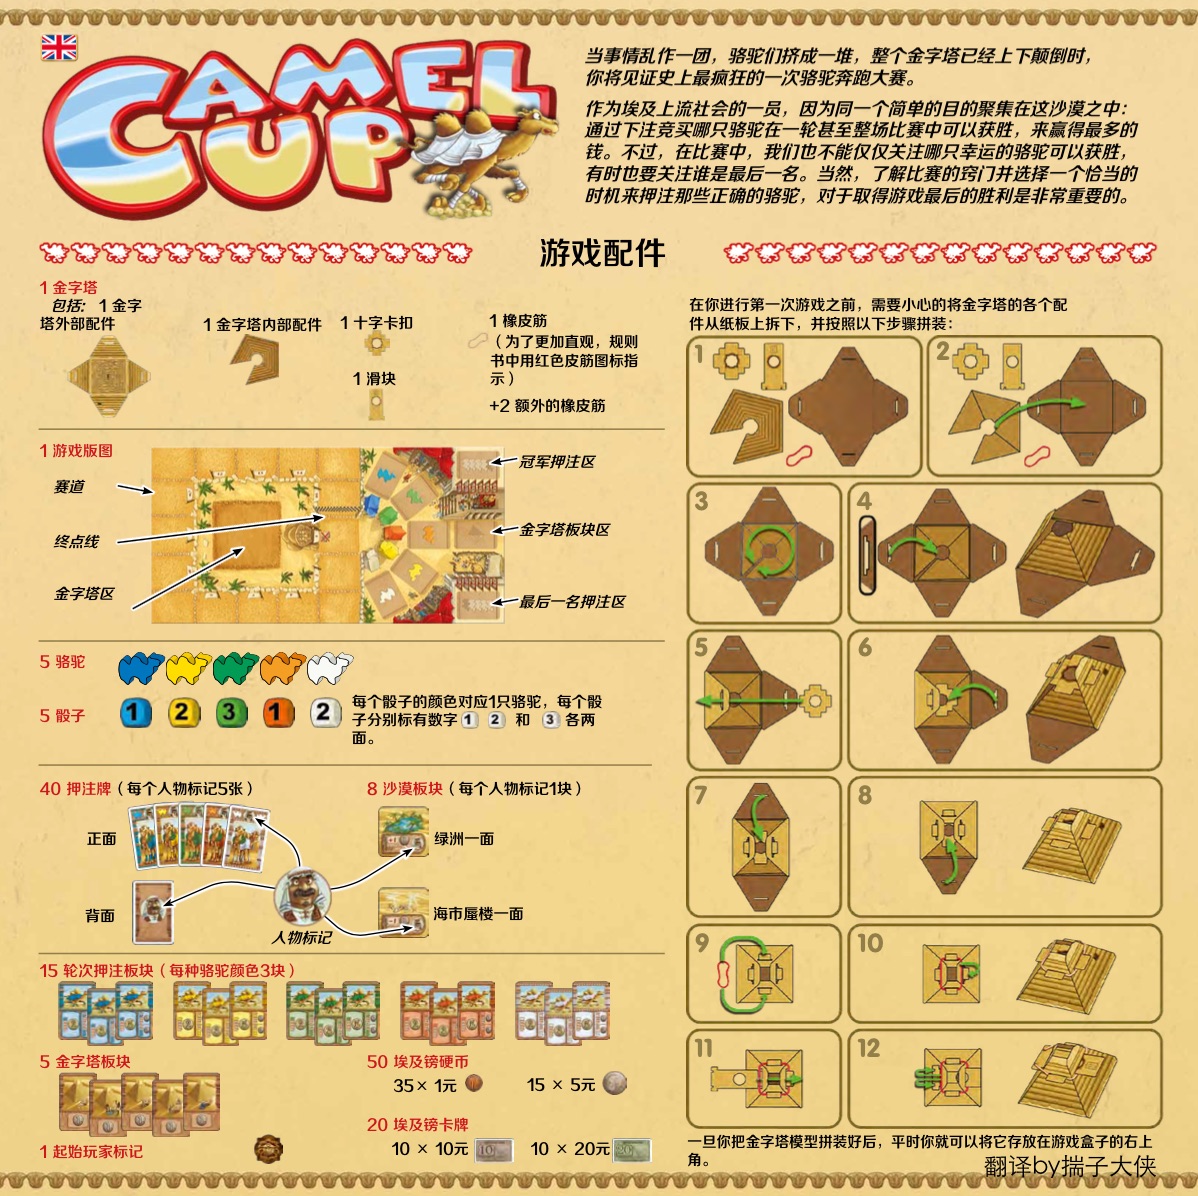 CAMEL
CUP
当事情乱作一团，骆驼们挤成一堆，整个金字塔已经上下颠倒时，
你将见证史上最疯狂的一次骆驼奔跑大赛。
作为埃及上流社会的一员，因为同一个简单的目的聚集在这沙漠之中：
通过下注竞买哪只骆驼在一轮甚至整场比赛中可以获胜，来赢得最多的
钱。不过，在比赛中，我们也不能仅仅关注哪只幸运的骆驼可以获胜，
有时也要关注谁是最后一名。当然，了解比赛的窍门并选择一个恰当的
时机来押注那些正确的骆驼，对于取得游戏最后的胜利是非常重要的。
游戏配件
1 金字塔
包括： 1 金字
塔外部配件
1 金字塔内部配件
1 十字卡扣
1 滑块
1 橡皮筋
（为了更加直观，规则
书中用红色皮筋图标指
示）
+2 额外的橡皮筋
1 游戏版图
赛道
终点线
金字塔区
冠军押注区
金字塔板块区
最后一名押注区
5 骆驼
5 骰子
1 2 3 1 2
每个骰子的颜色对应1只骆驼，每个骰
子分别标有数字 1 2 和 3 各两
面。
40 押注牌（每个人物标记5张）
正面
背面
人物标记
8 沙漠板块（每个人物标记1块）
绿洲一面
海市蜃楼一面
15 轮次押注板块（每种骆驼颜色3块）
5 金字塔板块
1 起始玩家标记
50 埃及镑硬币
35 × 1元
15 × 5元
20 埃及镑卡牌
10 × 10元 10
10 × 20元 20
在你进行第一次游戏之前，需要小心的将金字塔的各个配
件从纸板上拆下，并按照以下步骤拼装：
1
2
3
4
5
6
7
8
9
10
11
12
一旦你把金字塔模型拼装好后，平时你就可以将它存放在游戏盒子的右上
角。
翻译by揣子大侠